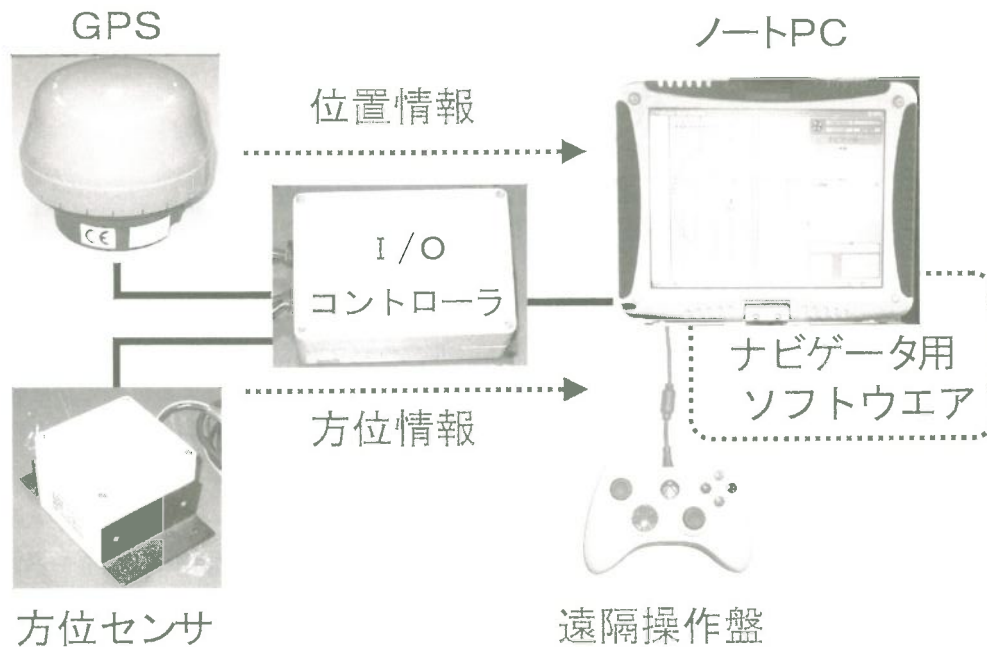 GPS
ノートPC
位置情報
CE
I/O
コントローラ
ナビゲータ用
ソフトウエア
方位情報
方位センサ
遠隔操作盤